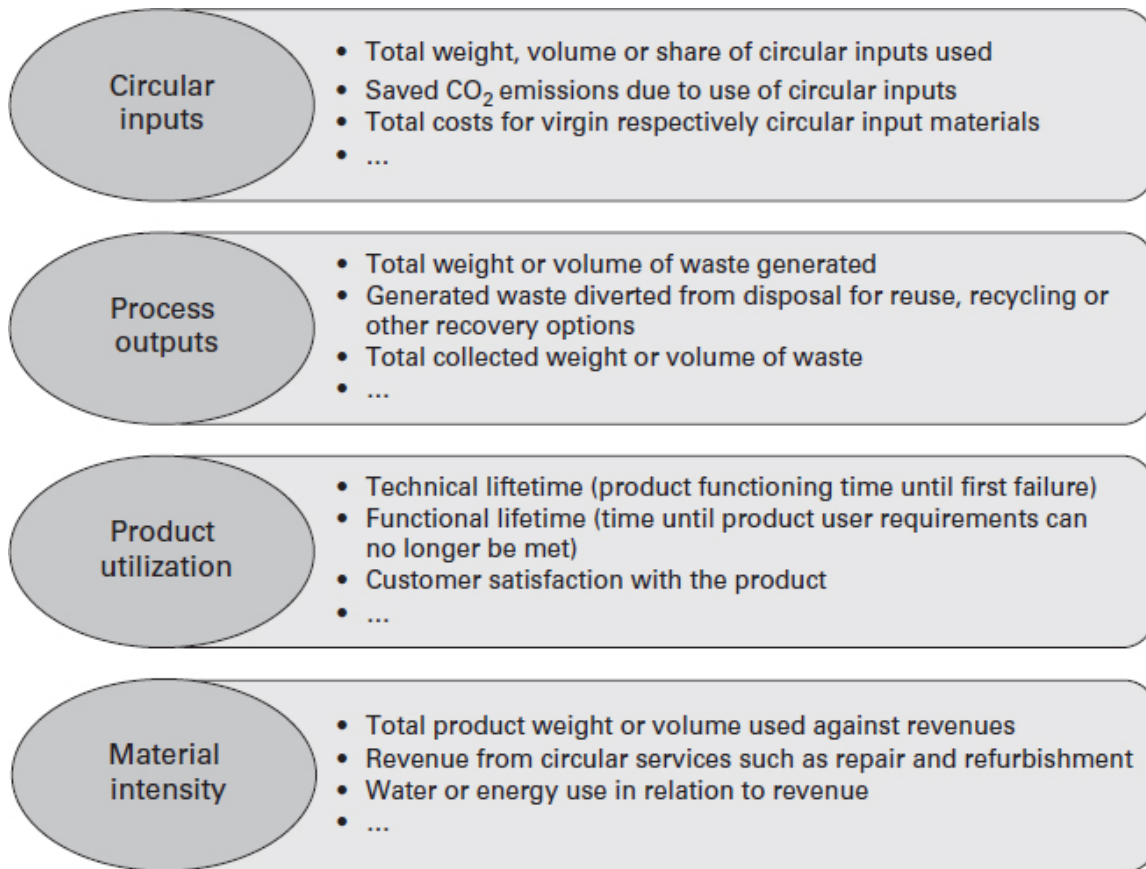 Circular
inputs
• Total weight, volume or share of circular inputs used
• Saved CO₂ emissions due to use of circular inputs
• Total costs for virgin respectively circular input materials
• ...
Process
outputs
• Total weight or volume of waste generated
• Generated waste diverted from disposal for reuse, recycling or
other recovery options
• Total collected weight or volume of waste
• ...
Product
utilization
• Technical liftetime (product functioning time until first failure)
• Functional lifetime (time until product user requirements can
no longer be met)
• Customer satisfaction with the product
• ...
Material
intensity
• Total product weight or volume used against revenues
• Revenue from circular services such as repair and refurbishment
• Water or energy use in relation to revenue
• ...